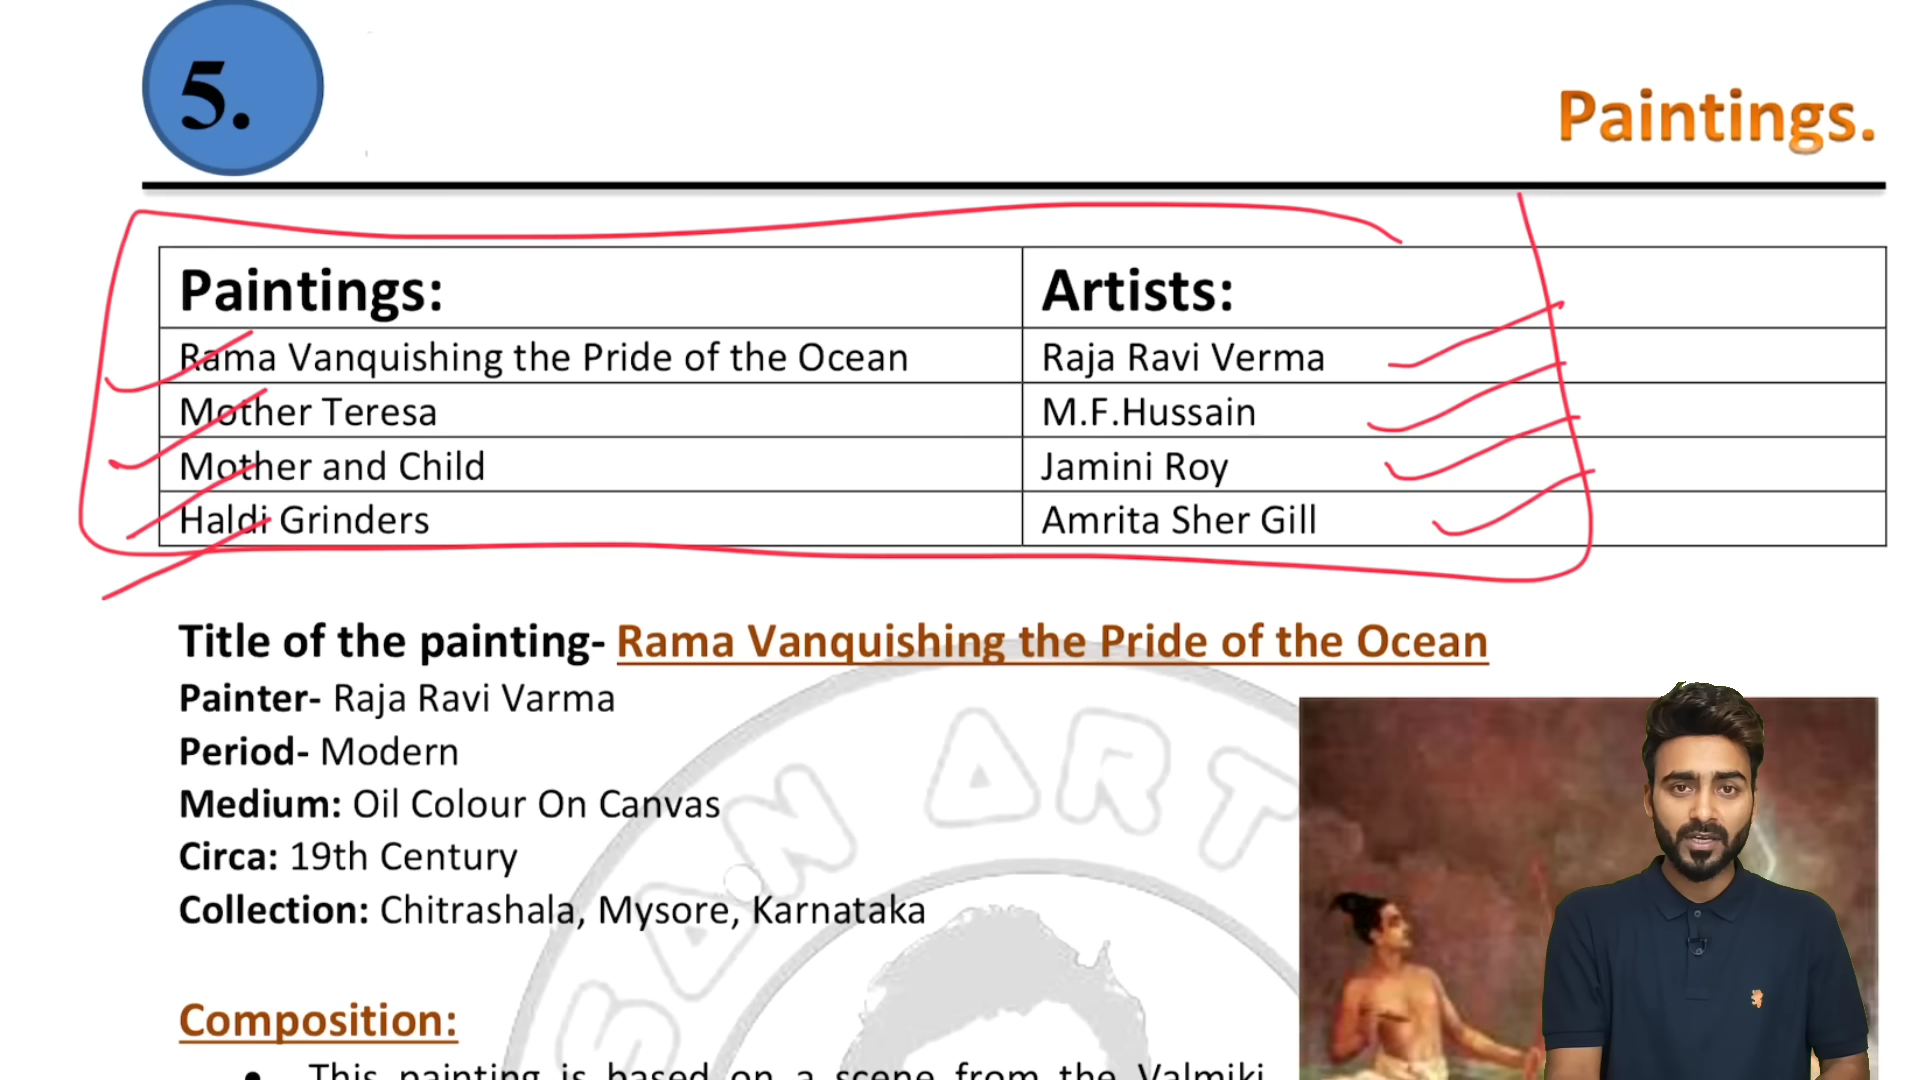 5.
Paintings.
Paintings: Artists:
Rama Vanquishing the Pride of the Ocean Raja Ravi Verma
Mother Teresa M.F.Hussain
Mother and Child Jamini Roy
Haldi Grinders Amrita Sher Gill
Title of the painting- Rama Vanquishing the Pride of the Ocean
Painter- Raja Ravi Varma
Period- Modern
Medium: Oil Colour On Canvas
Circa: 19th Century
Collection: Chitrashala, Mysore, Karnataka
SAN ART
Composition:
• This painting is based on a scene from the Valmiki